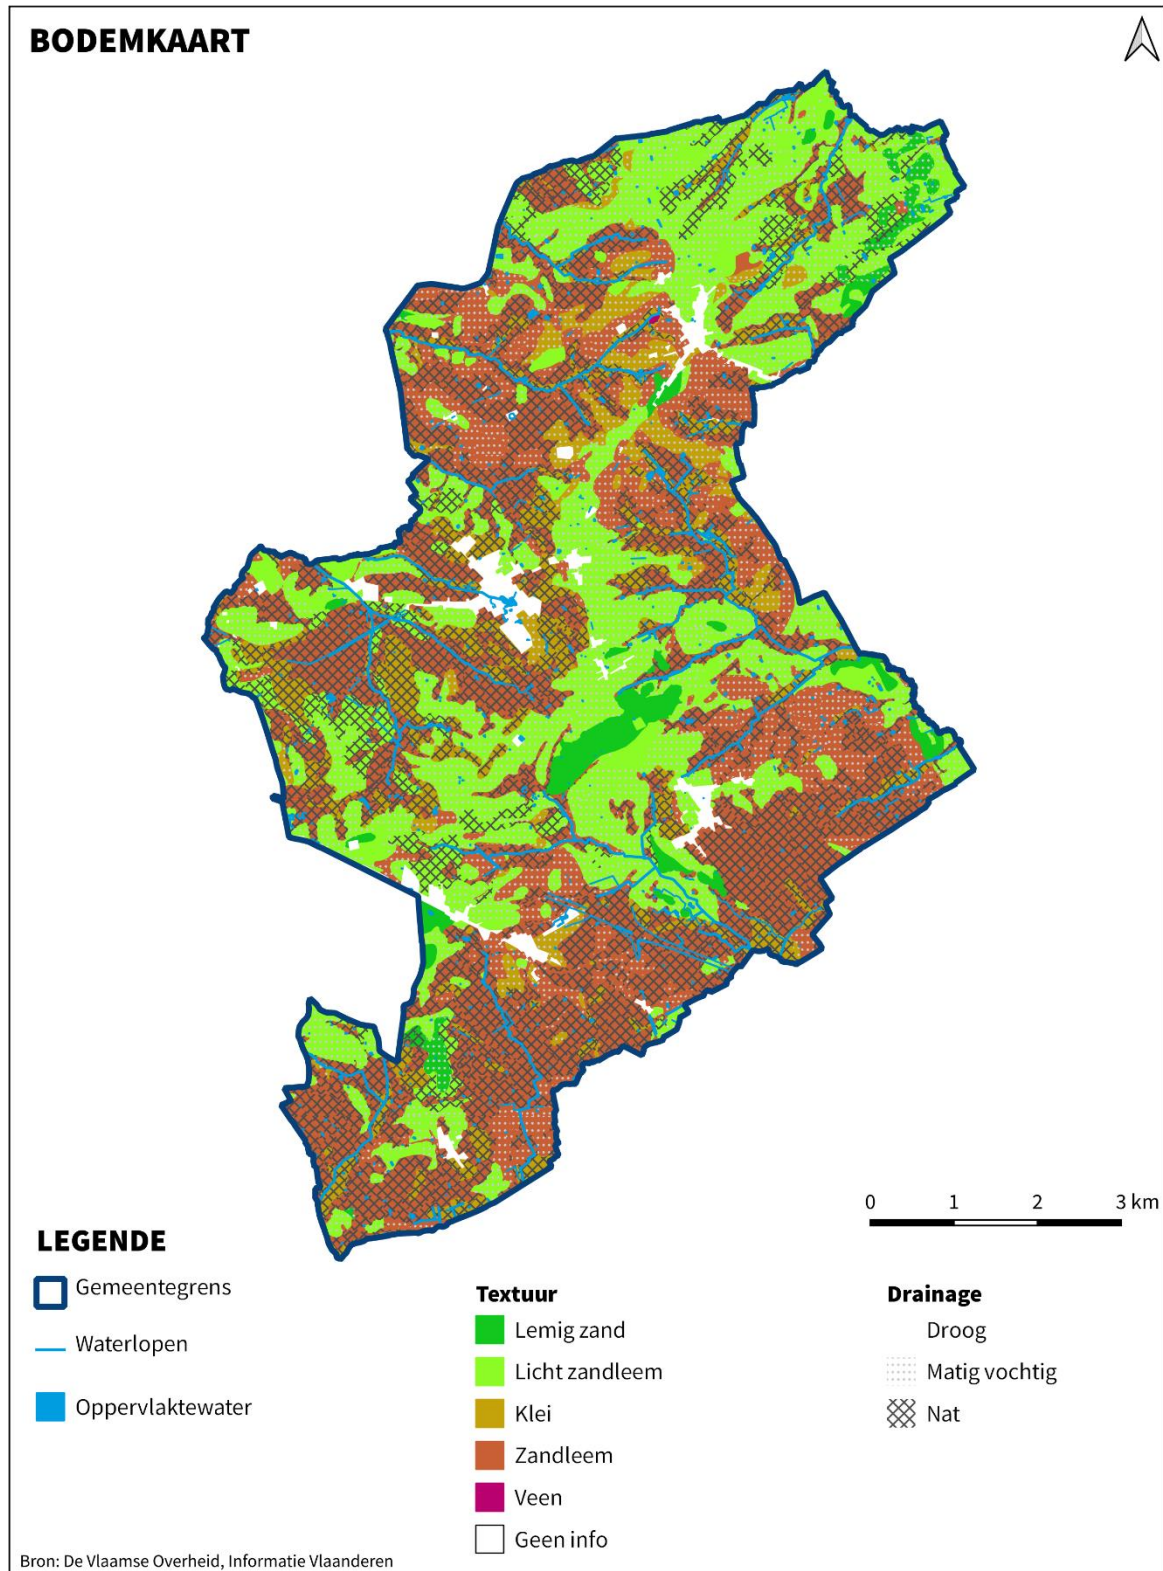 BODEMKAART
0 1 2 3 km
LEGENDE
Gemeentegrens
Waterlopen
Oppervlaktewater
Textuur
Lemig zand
Licht zandleem
Klei
Zandleem
Veen
Geen info
Drainage
Droog
Matig vochtig
Nat
Bron: De Vlaamse Overheid, Informatie Vlaanderen